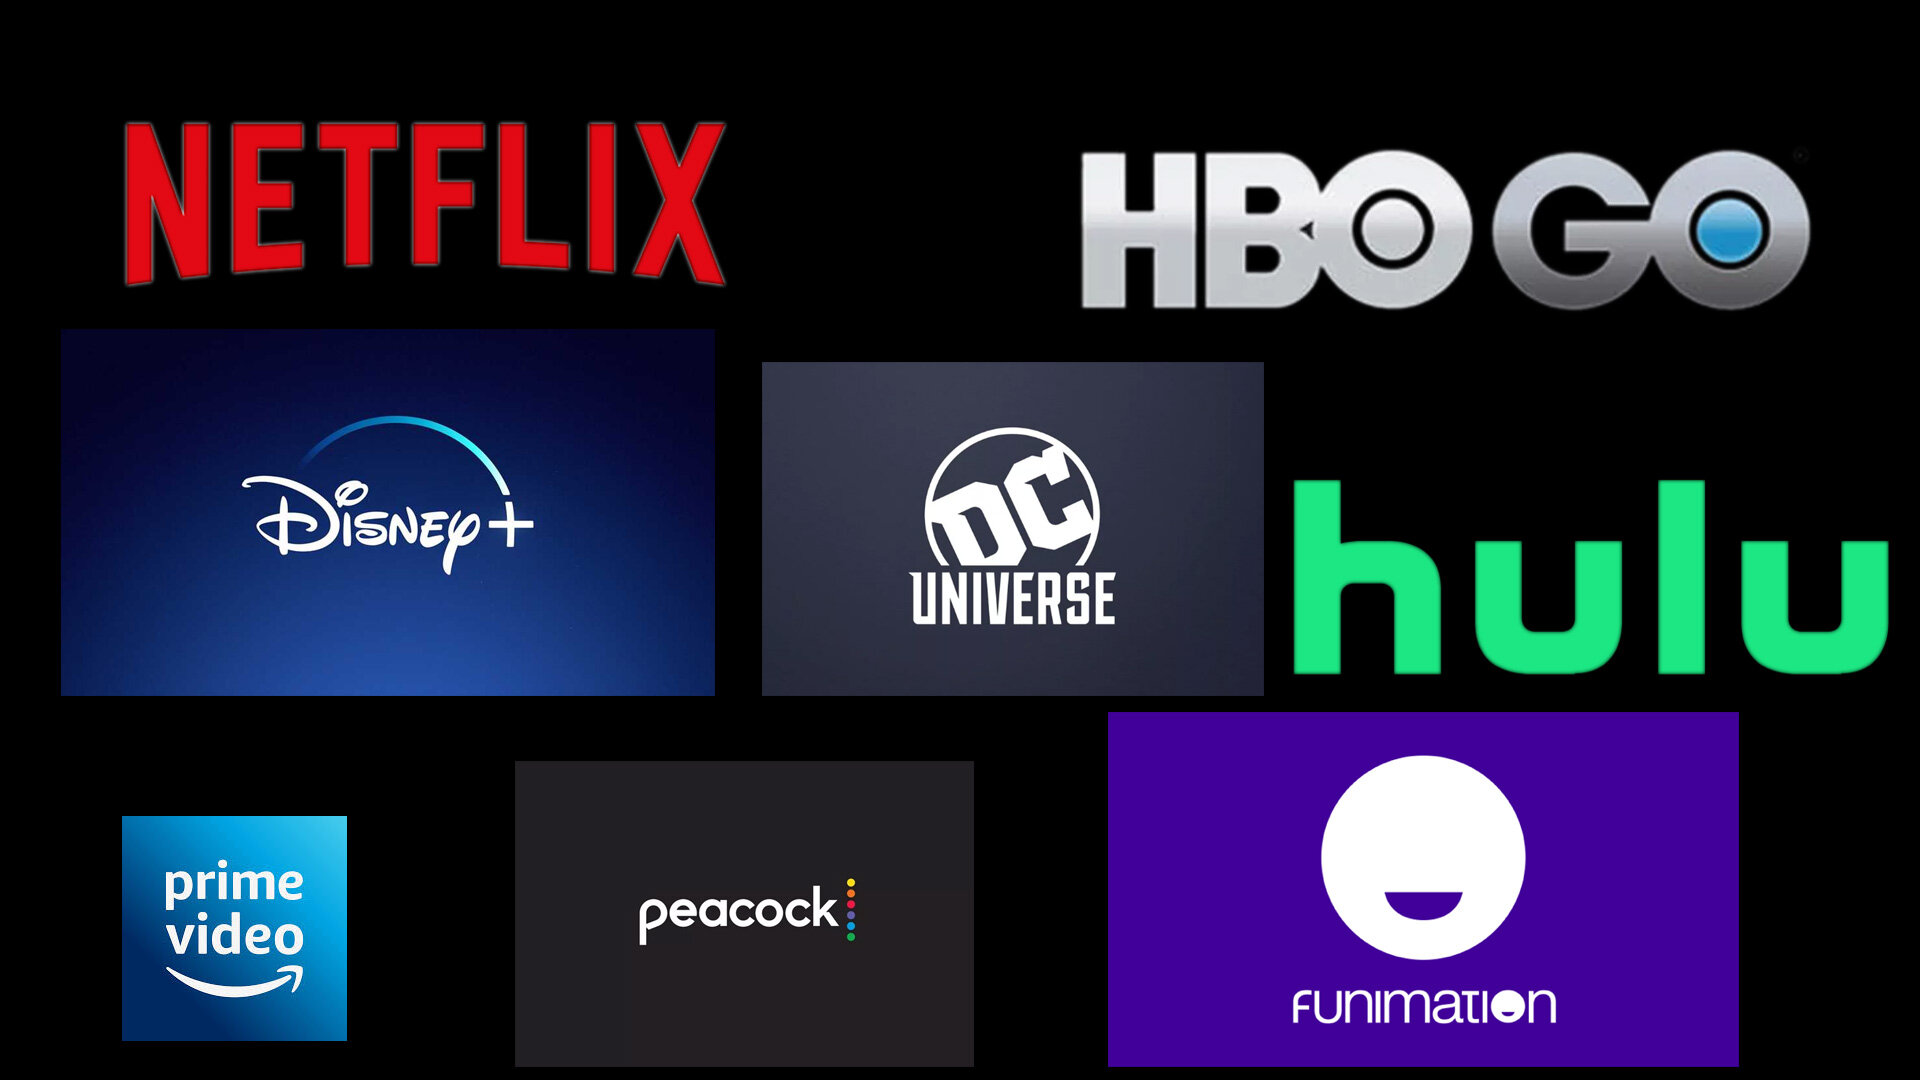 NETFLIX
HBO GO
Disney+
DC
UNIVERSE
hulu
prime
video
peacock
Funimation